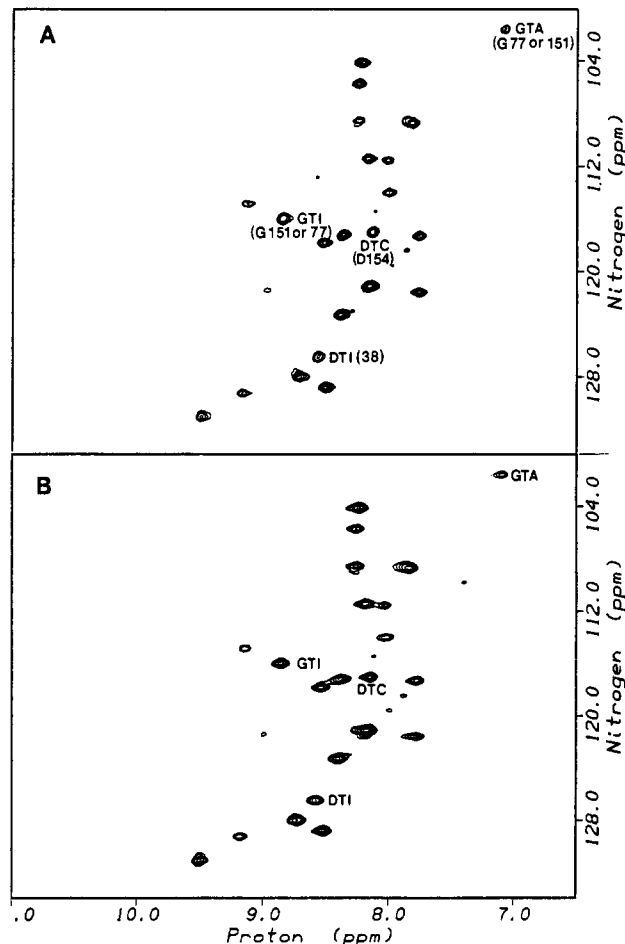 A
GTA
(G77 or 151)
104.0
112.0
GTI
(G151 or 77)
DTC
(D154)
120.0
DTI (38)
128.0
Nitrogen (ppm)
B
GTA
104.0
112.0
GTI
DTC
120.0
DTI
128.0
Nitrogen (ppm)
.0 10.0 9.0 8.0 7.0
Proton (ppm)